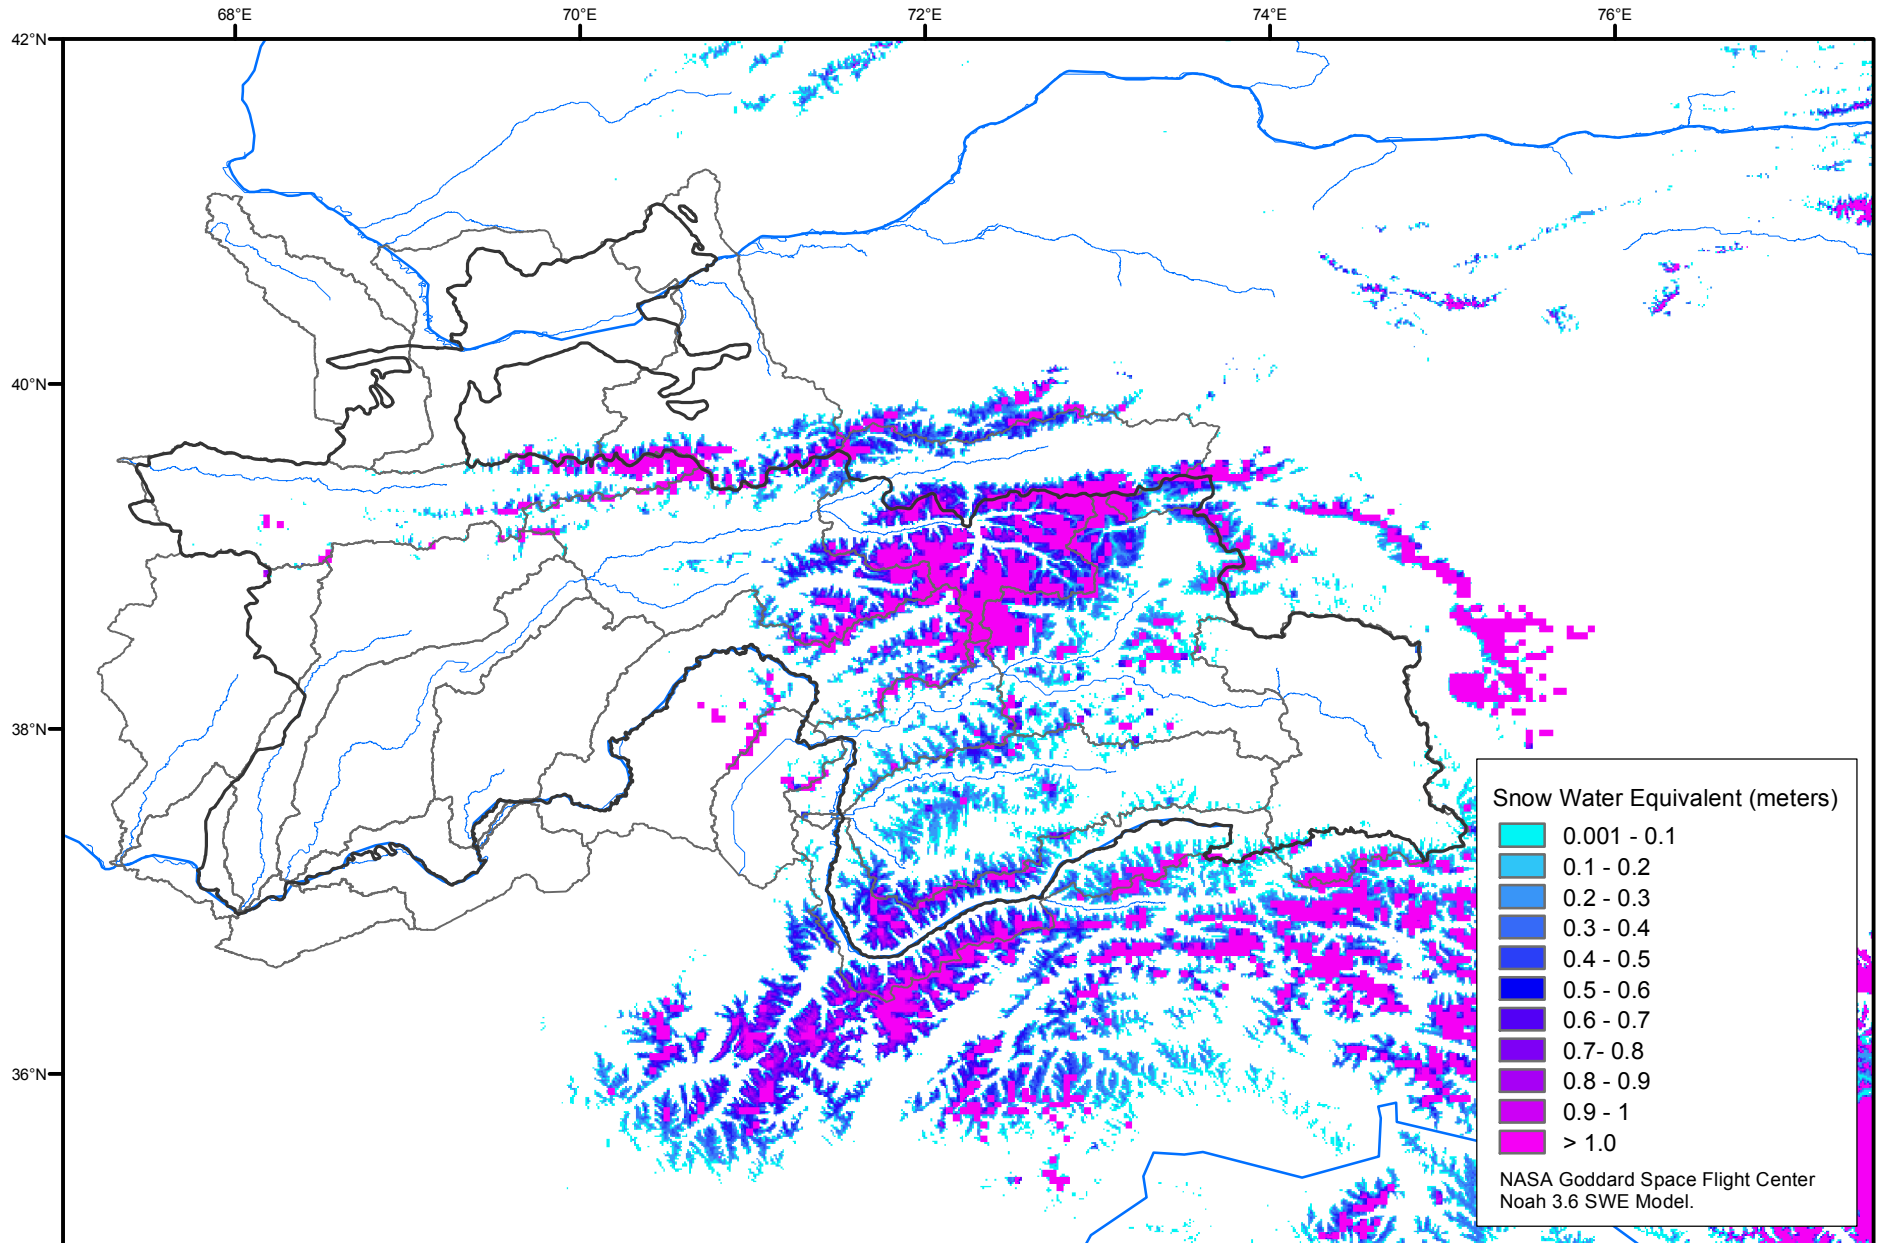 68°E
70°E
72°E
74°E
76°E
42°N
40°N
38°N
36°N
Snow Water Equivalent (meters)
0.001 - 0.1
0.1 - 0.2
0.2 - 0.3
0.3 - 0.4
0.4 - 0.5
0.5 - 0.6
0.6 - 0.7
0.7- 0.8
0.8 - 0.9
0.9 - 1
> 1.0
NASA Goddard Space Flight Center
Noah 3.6 SWE Model.